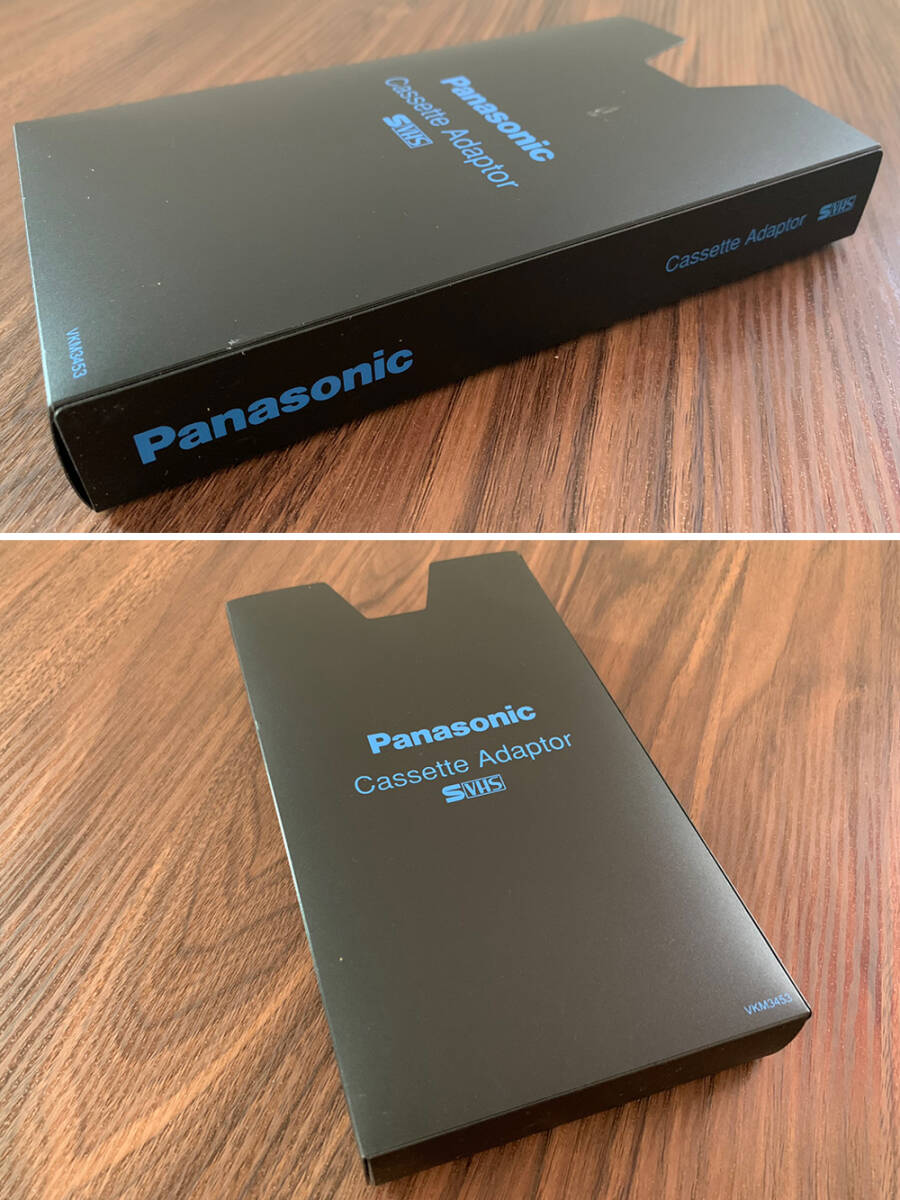 Panasonic
Cassette Adaptor
SVHS
VKM3453
Panasonic
Cassette Adaptor SVHS
Panasonic
Cassette Adaptor
SVHS
VKM3453